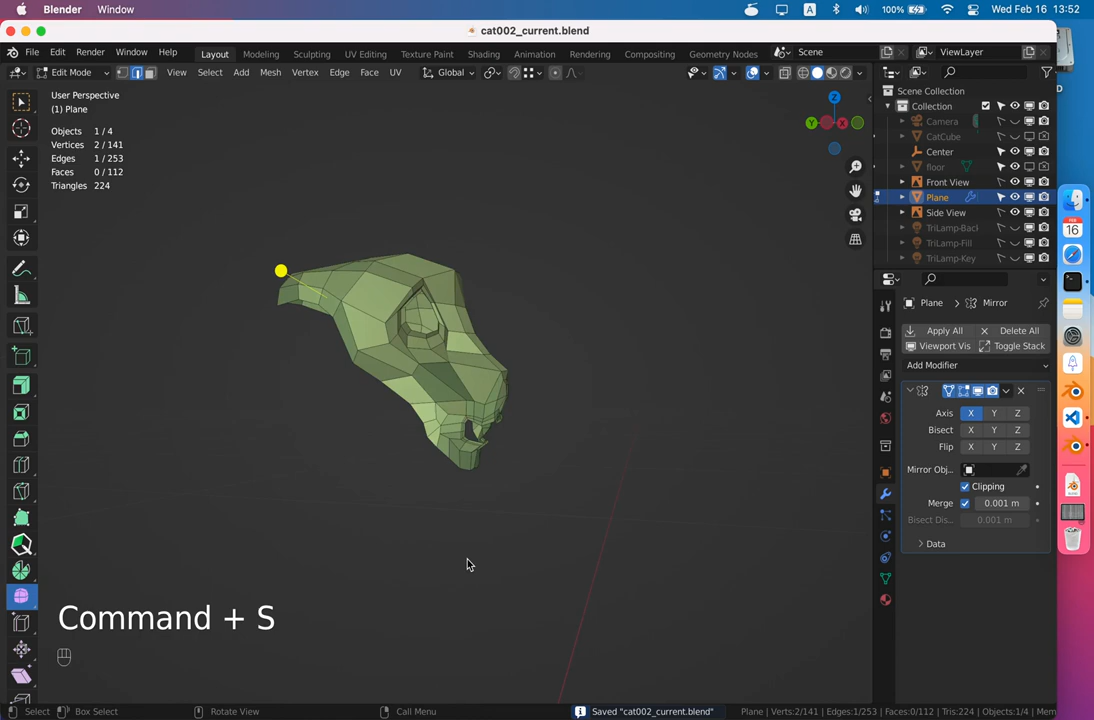 Blender Window 100% Wed Feb 16 13:52
cat002_current.blend
File Edit Render Window Help Layout Modeling Sculpting UV Editing Texture Paint Shading Animation Rendering Compositing Geometry Nodes Scene ViewLayer
Edit Mode View Select Add Mesh Vertex Edge Face UV Global
User Perspective
(1) Plane
Objects 1 / 4
Vertices 2 / 141
Edges 1 / 253
Faces 0 / 112
Triangles 224
Z
Y
X
Scene Collection
Collection
Camera
CatCube
Center
floor
Front View
Plane
Side View
TriLamp-Back
TriLamp-Fill
TriLamp-Key
Plane > Mirror
Apply All Delete All
Viewport Vis Toggle Stack
Add Modifier
Axis X Y Z
Bisect X Y Z
Flip X Y Z
Mirror Obj..
Clipping
Merge 0.001 m
Bisect Dis... 0.001 m
Data
FEB
16
Command + S
Select Box Select Rotate View Call Menu Saved "cat002_current.blend" Plane | Verts:2/141 | Edges:1/253 | Faces:0/112 | Tris:224 | Objects:1/4 | Mem